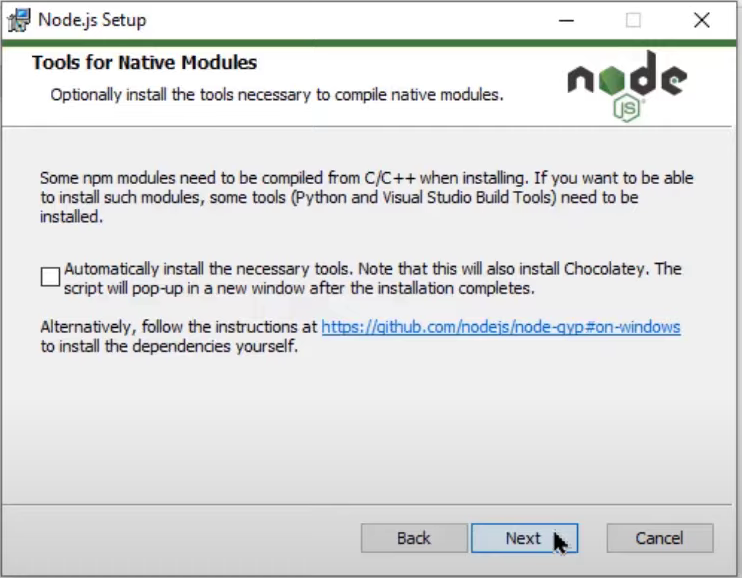 Node.js Setup
Tools for Native Modules
Optionally install the tools necessary to compile native modules.
node
JS
Some npm modules need to be compiled from C/C++ when installing. If you want to be able
to install such modules, some tools (Python and Visual Studio Build Tools) need to be
installed.
Automatically install the necessary tools. Note that this will also install Chocolatey. The
script will pop-up in a new window after the installation completes.
Alternatively, follow the instructions at https://github.com/nodejs/node-gyp#on-windows
to install the dependencies yourself.
Back
Next
Cancel